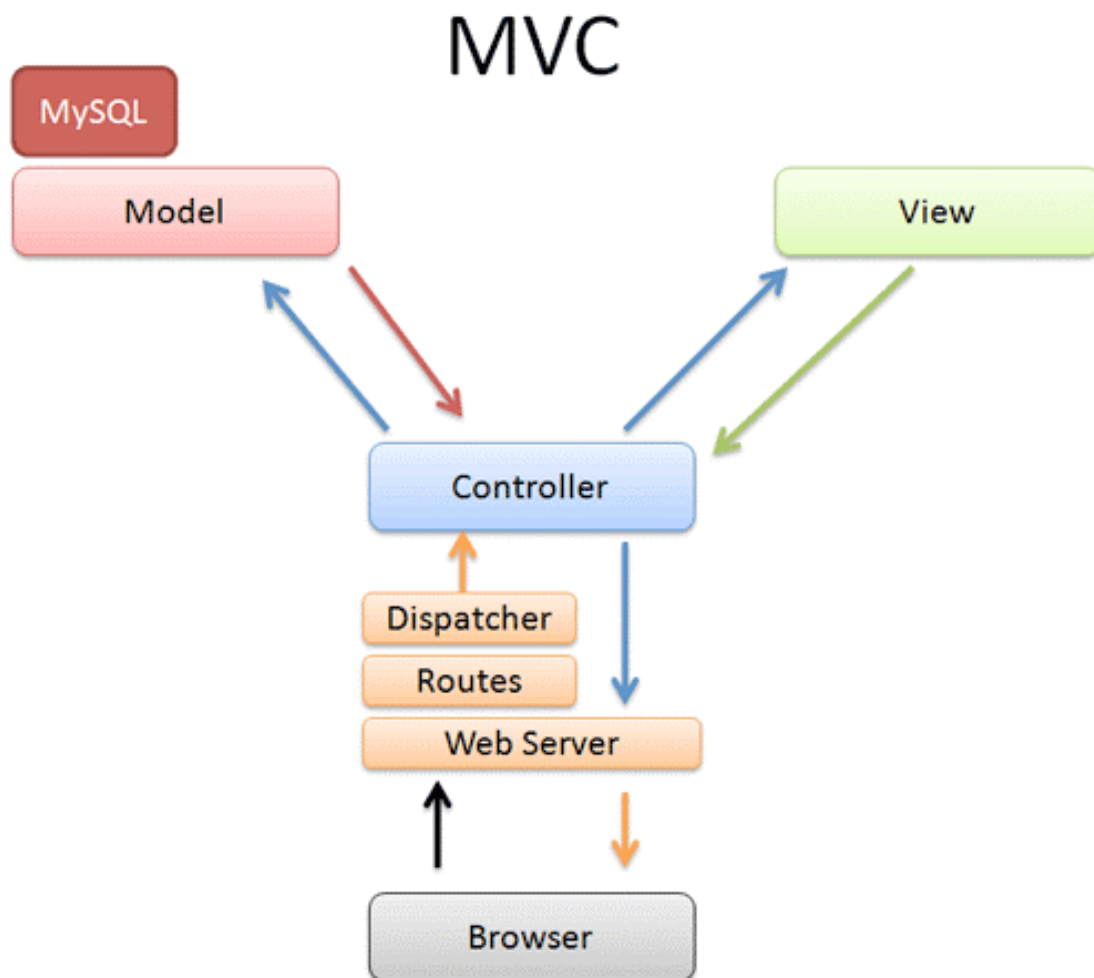 MVC
MySQL
Model
View
Controller
Dispatcher
Routes
Web Server
Browser